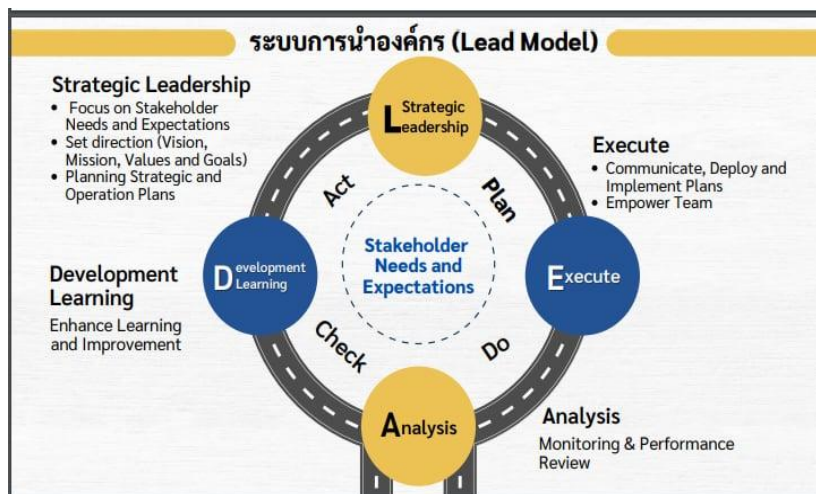 ระบบการนำองค์กร (Lead Model)
Strategic Leadership
• Focus on Stakeholder
Needs and Expectations
• Set direction (Vision,
Mission, Values and Goals)
• Planning Strategic and
Operation Plans
Strategic
Leadership
Execute
• Communicate, Deploy and
Implement Plans
• Empower Team
Act
Plan
Stakeholder
Needs and
Expectations
Development
Learning
Execute
Development
Learning
Enhance Learning
and Improvement
Check
Do
Analysis
Analysis
Monitoring & Performance
Review